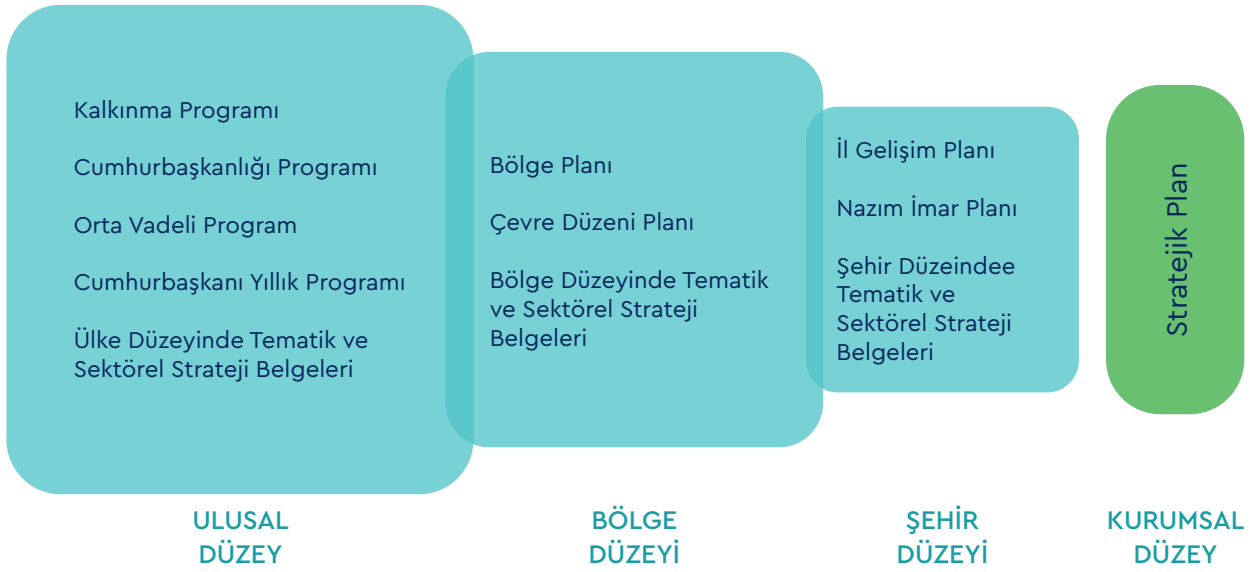 Kalkınma Programı
Cumhurbaşkanlığı Programı
Orta Vadeli Program
Cumhurbaşkanı Yıllık Programı
Ülke Düzeyinde Tematik ve
Sektörel Strateji Belgeleri
Bölge Planı
Çevre Düzeni Planı
Bölge Düzeyinde Tematik
ve Sektörel Strateji
Belgeleri
İl Gelişim Planı
Nazım İmar Planı
Şehir Düzeindee
Tematik ve
Sektörel Strateji
Belgeleri
Stratejik Plan
ULUSAL
DÜZEY
BÖLGE
DÜZEYİ
ŞEHİR
DÜZEYİ
KURUMSAL
DÜZEY